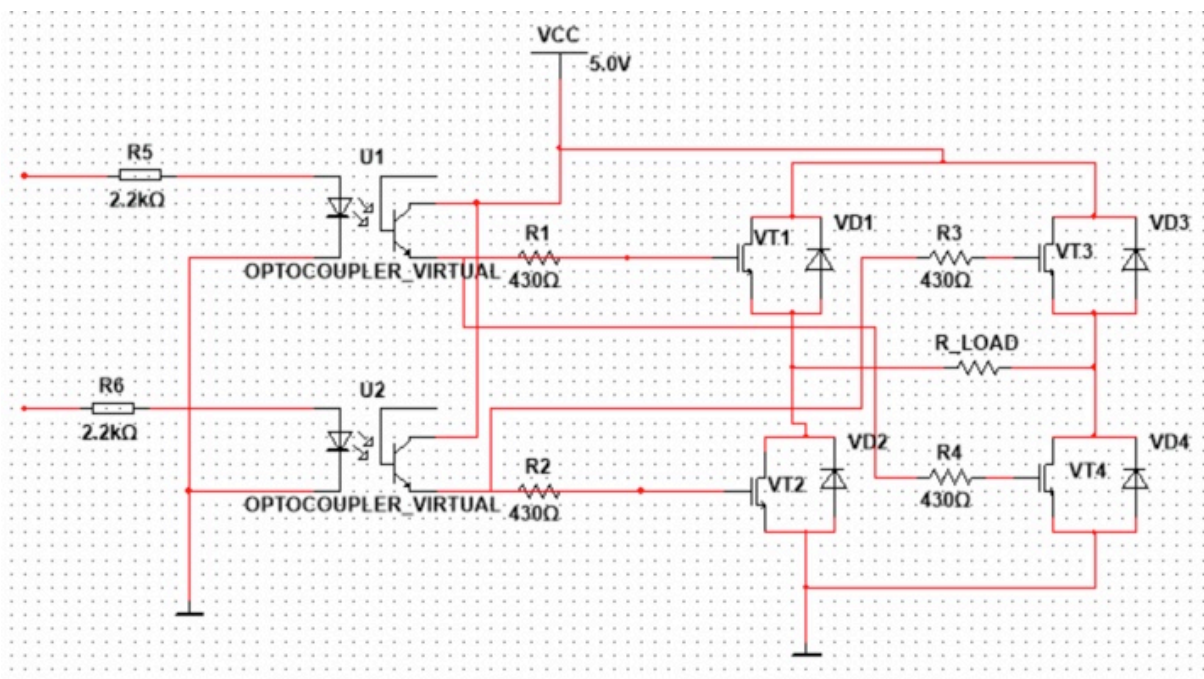 VCC
5.0V
R5
2.2kΩ
U1
OPTOCOUPLER_VIRTUAL
R1
430Ω
VT1
VD1
R3
430Ω
VT3
VD3
R_LOAD
R6
2.2kΩ
U2
OPTOCOUPLER_VIRTUAL
R2
430Ω
VT2
VD2
R4
430Ω
VT4
VD4